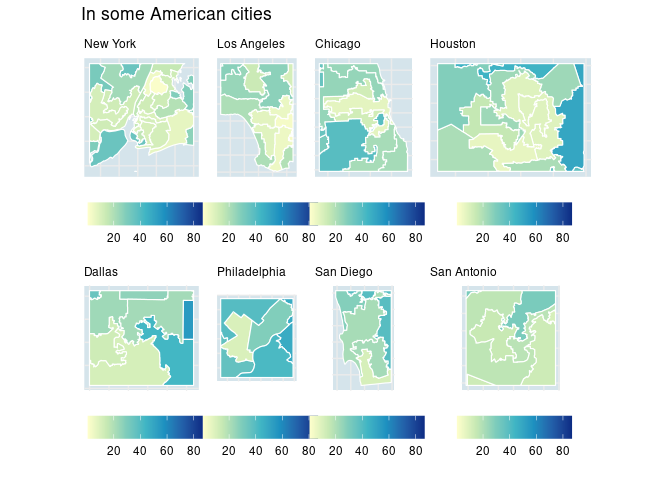 In some American cities
New York Los Angeles Chicago Houston
20 40 60 80 20 40 60 80 20 40 60 80 20 40 60 80
Dallas Philadelphia San Diego San Antonio
20 40 60 80 20 40 60 80 20 40 60 80 20 40 60 80